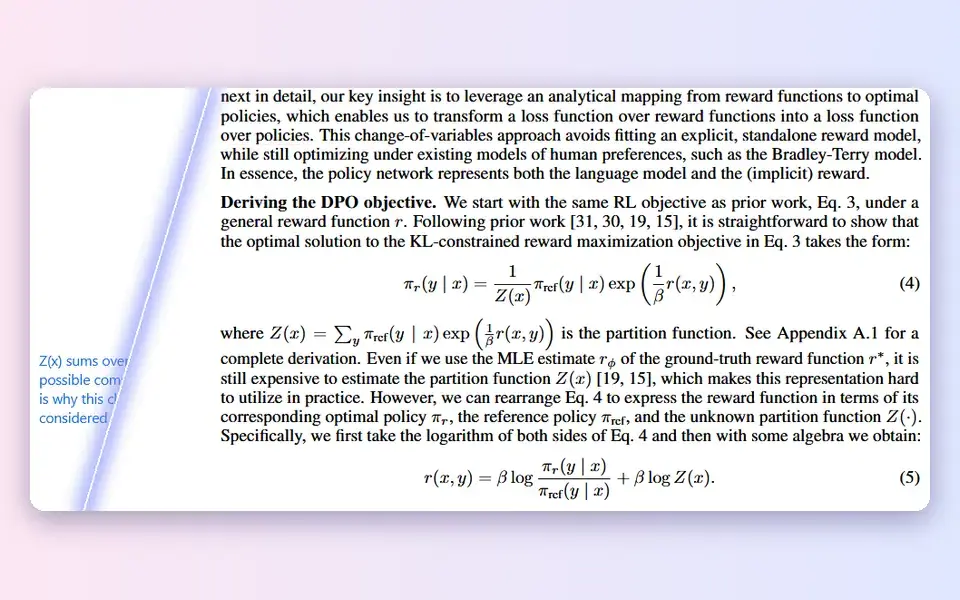 next in detail, our key insight is to leverage an analytical mapping from reward functions to optimal
policies, which enables us to transform a loss function over reward functions into a loss function
over policies. This change-of-variables approach avoids fitting an explicit, standalone reward model,
while still optimizing under existing models of human preferences, such as the Bradley-Terry model.
In essence, the policy network represents both the language model and the (implicit) reward.
Deriving the DPO objective. We start with the same RL objective as prior work, Eq. 3, under a
general reward function r. Following prior work [31, 30, 19, 15], it is straightforward to show that
the optimal solution to the KL-constrained reward maximization objective in Eq. 3 takes the form:
π_r(y | x) = 1/Z(x) π_ref(y | x) exp(1/β r(x, y)), (4)
where Z(x) = ∑_y π_ref(y | x) exp(1/β r(x, y)) is the partition function. See Appendix A.1 for a
complete derivation. Even if we use the MLE estimate r_ϕ of the ground-truth reward function r*, it is
still expensive to estimate the partition function Z(x) [19, 15], which makes this representation hard
to utilize in practice. However, we can rearrange Eq. 4 to express the reward function in terms of its
corresponding optimal policy π_r, the reference policy π_ref, and the unknown partition function Z(·).
Specifically, we first take the logarithm of both sides of Eq. 4 and then with some algebra we obtain:
r(x, y) = β log π_r(y | x)/π_ref(y | x) + β log Z(x). (5)
Z(x) sums over
possible com
is why this
considered